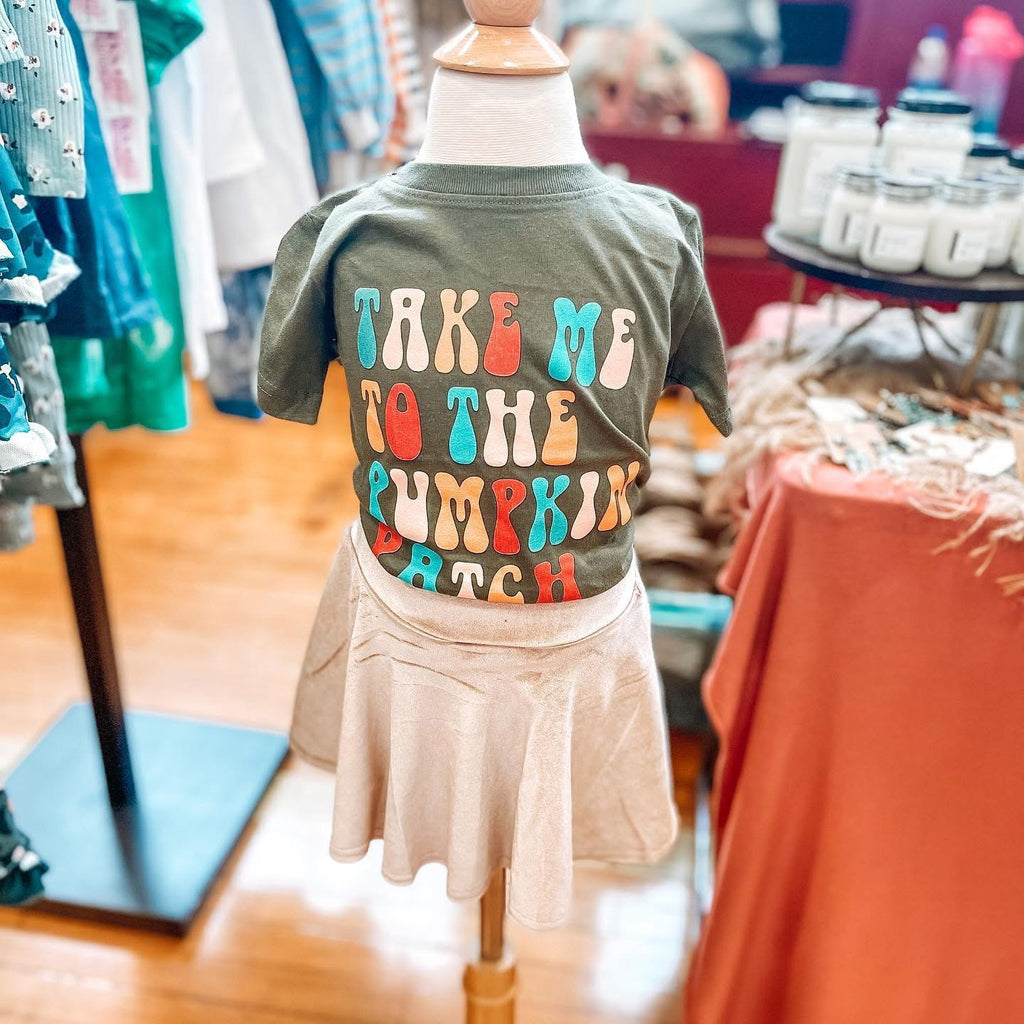 TAKE ME
TO THE
PUMPKIN
PATCH